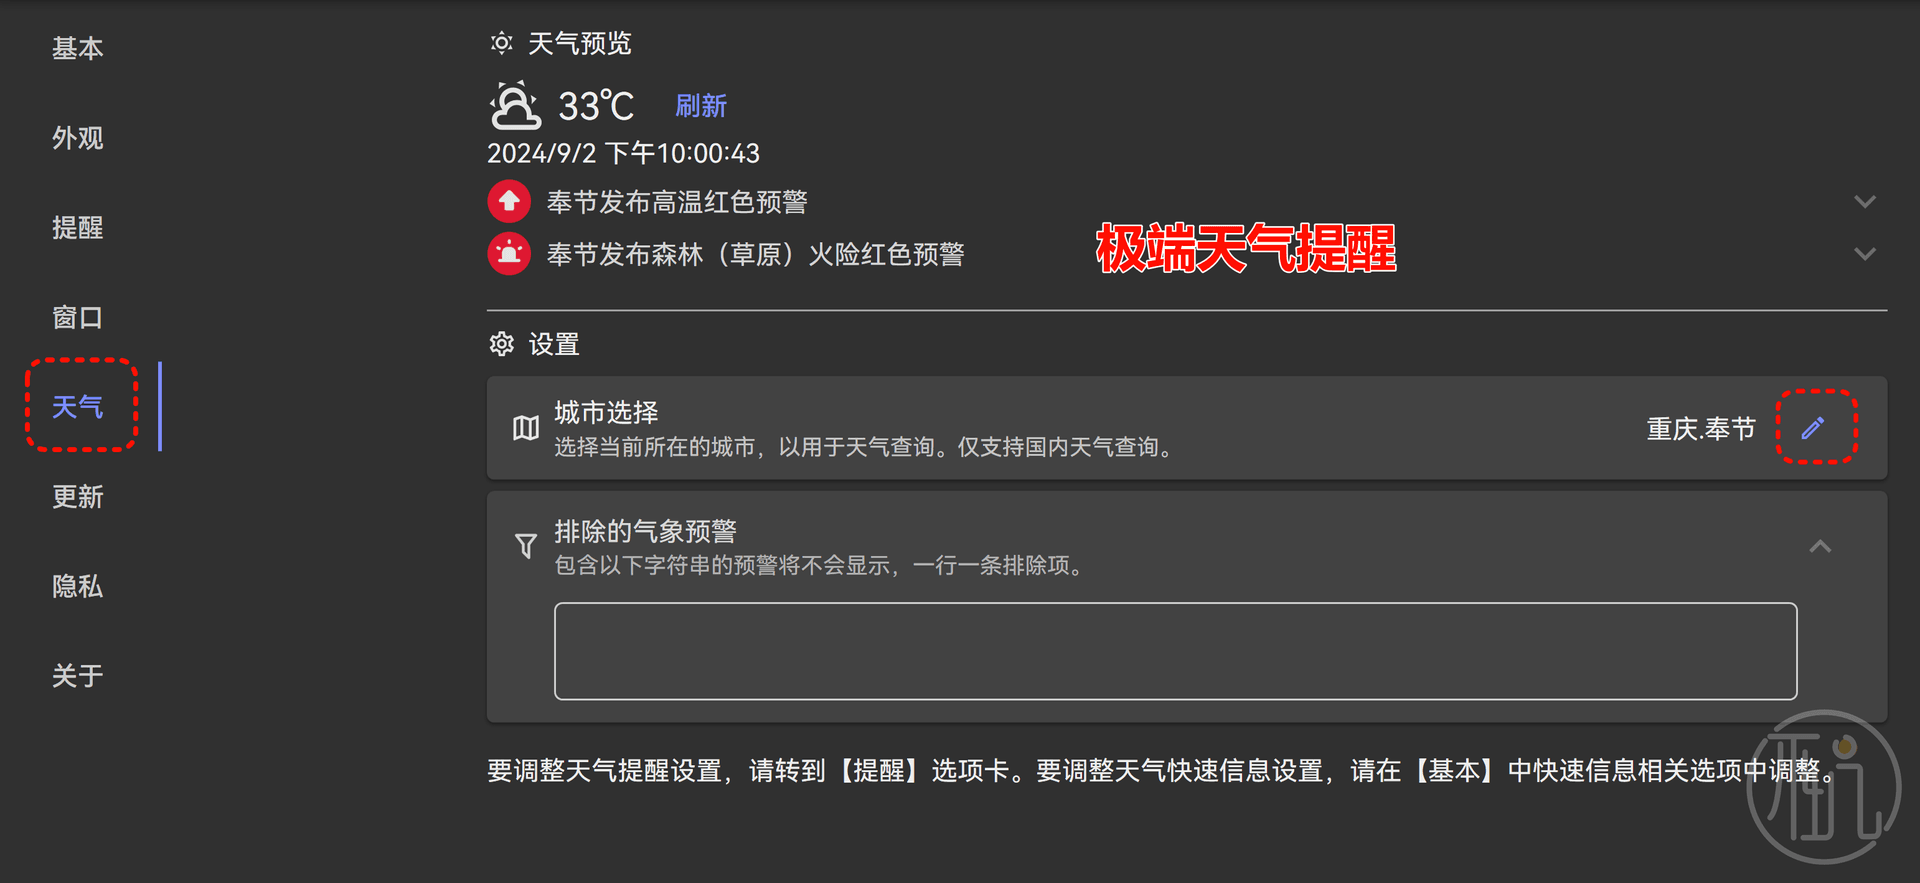 基本
外观
提醒
窗口
天气
更新
隐私
关于
天气预览
33℃ 刷新
2024/9/2 下午10:00:43
奉节发布高温红色预警
奉节发布森林（草原）火险红色预警
极端天气提醒
设置
城市选择
选择当前所在的城市，以用于天气查询。仅支持国内天气查询。
重庆.奉节
排除的气象预警
包含以下字符串的预警将不会显示，一行一条排除项。
要调整天气提醒设置，请转到【提醒】选项卡。要调整天气快速信息设置，请在【基本】中快速信息相关选项中调整。